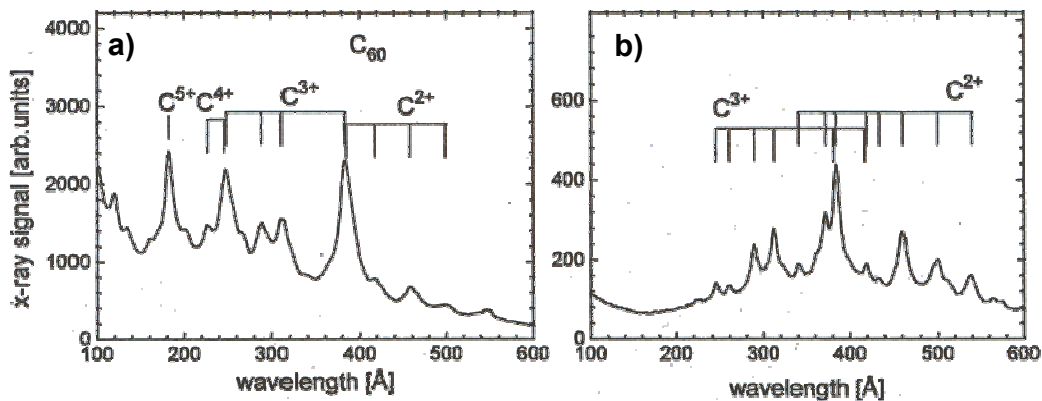 a)
C60
C5+ C4+ C3+ C2+
4000
3000
2000
1000
0
x-ray signal [arb.units]
100 200 300 400 500 600
wavelength [Å]
b)
C3+ C2+
600
400
200
0
100 200 300 400 500 600
wavelength [Å]